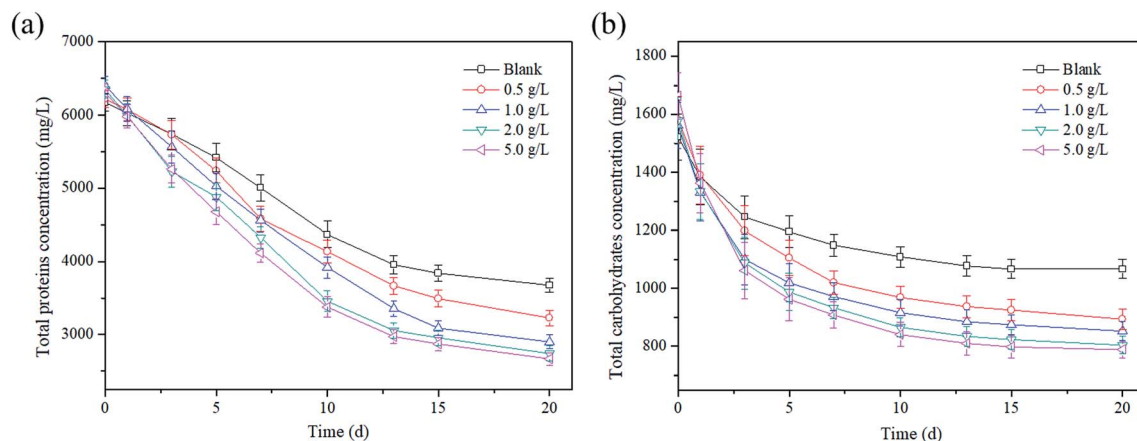 (a)
Total proteins concentration (mg/L)
7000
6000
5000
4000
3000
0
5
10
15
20
Time (d)
Blank
0.5 g/L
1.0 g/L
2.0 g/L
5.0 g/L
(b)
Total carbohydrates concentration (mg/L)
1800
1600
1400
1200
1000
800
0
5
10
15
20
Time (d)
Blank
0.5 g/L
1.0 g/L
2.0 g/L
5.0 g/L